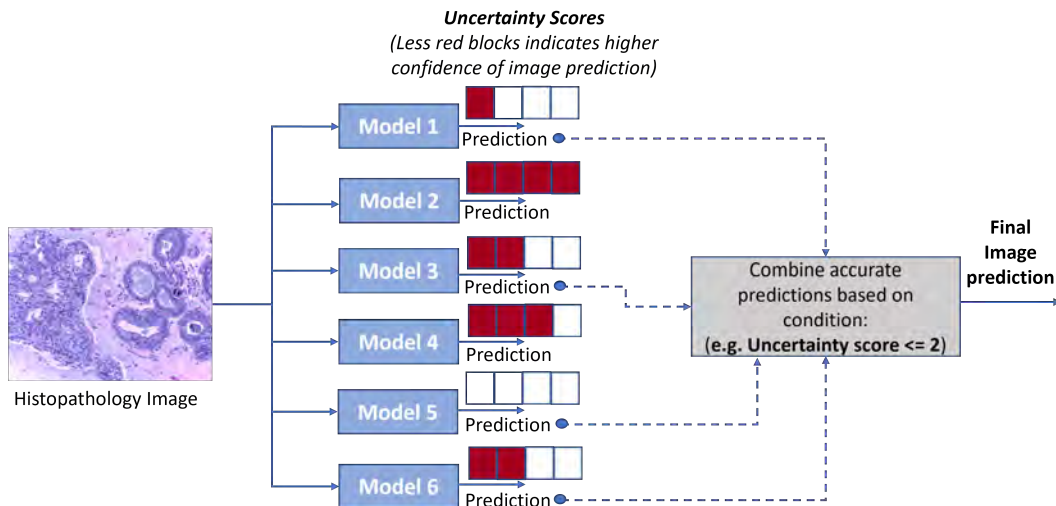 Uncertainty Scores
(Less red blocks indicates higher
confidence of image prediction)
Model 1
Prediction
Model 2
Prediction
Model 3
Prediction
Model 4
Prediction
Model 5
Prediction
Model 6
Prediction
Histopathology Image
Combine accurate
predictions based on
condition:
(e.g. Uncertainty score <= 2)
Final
Image
prediction